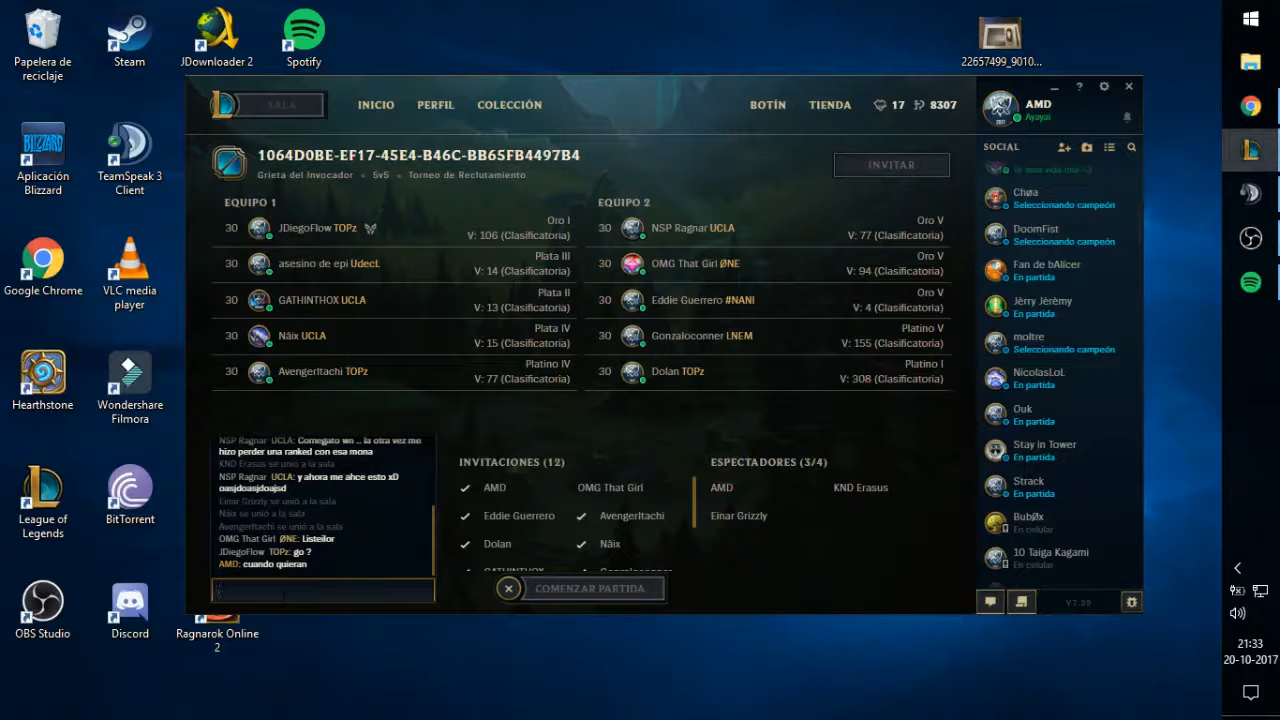 Papelera de
reciclaje
Steam
JDownloader 2
Spotify
22657499_9010...
Aplicación
Blizzard
TeamSpeak 3
Client
Google Chrome
VLC media
player
Hearthstone
Wondershare
Filmora
League of
Legends
BitTorrent
OBS Studio
Discord
Ragnarok Online
2
SALA
INICIO
PERFIL
COLECCIÓN
BOTÍN
TIENDA
17
8307
1064D0BE-EF17-45E4-B46C-BB65FB4497B4
Grieta del Invocador • 5v5 • Torneo de Reclutamiento
INVITAR
EQUIPO 1
30 JDiegoFlow TOPz
Oro I
V: 106 (Clasificatoria)
30 asesino de epi UdecL
Plata III
V: 14 (Clasificatoria)
30 GATHINTHOX UCLA
Plata II
V: 13 (Clasificatoria)
30 Nâix UCLA
Plata IV
V: 15 (Clasificatoria)
30 AvengerItachi TOPz
Platino IV
V: 77 (Clasificatoria)
EQUIPO 2
30 NSP Ragnar UCLA
Oro V
V: 77 (Clasificatoria)
30 OMG That Girl ØNE
Oro V
V: 94 (Clasificatoria)
30 Eddie Guerrero #NANI
Oro V
V: 4 (Clasificatoria)
30 Gonzaloconner LNEM
Platino V
V: 155 (Clasificatoria)
30 Dolan TOPz
Platino I
V: 308 (Clasificatoria)
NSP Ragnar UCLA: Comegato wn ... la otra vez me
hizo perder una ranked con esa mona
KND Erasus se unió a la sala
NSP Ragnar UCLA: y ahora me ahce esto xD
oasjdoasjdoajsd
Einar Grizzly se unió a la sala
Nâix se unió a la sala
AvengerItachi se unió a la sala
OMG That Girl ØNE: Listeilor
JDiegoFlow TOPz: go ?
AMD: cuando quieran
INVITACIONES (12)
AMD
OMG That Girl
Eddie Guerrero
AvengerItachi
Dolan
Nâix
GATHINTHOX
Gonzaloconner
COMENZAR PARTIDA
ESPECTADORES (3/4)
AMD
KND Erasus
Einar Grizzly
AMD
Ayayai
2017
SOCIAL
Chøa
Seleccionando campeón
DoomFist
Seleccionando campeón
Fan de bAlicer
En partida
Jèrry Jèrèmy
En partida
moltre
Seleccionando campeón
NicolasLoL
En partida
Ouk
En partida
Stay in Tower
En partida
Strack
En partida
BubØx
En celular
10 Taiga Kagami
En celular
21:33
20-10-2017